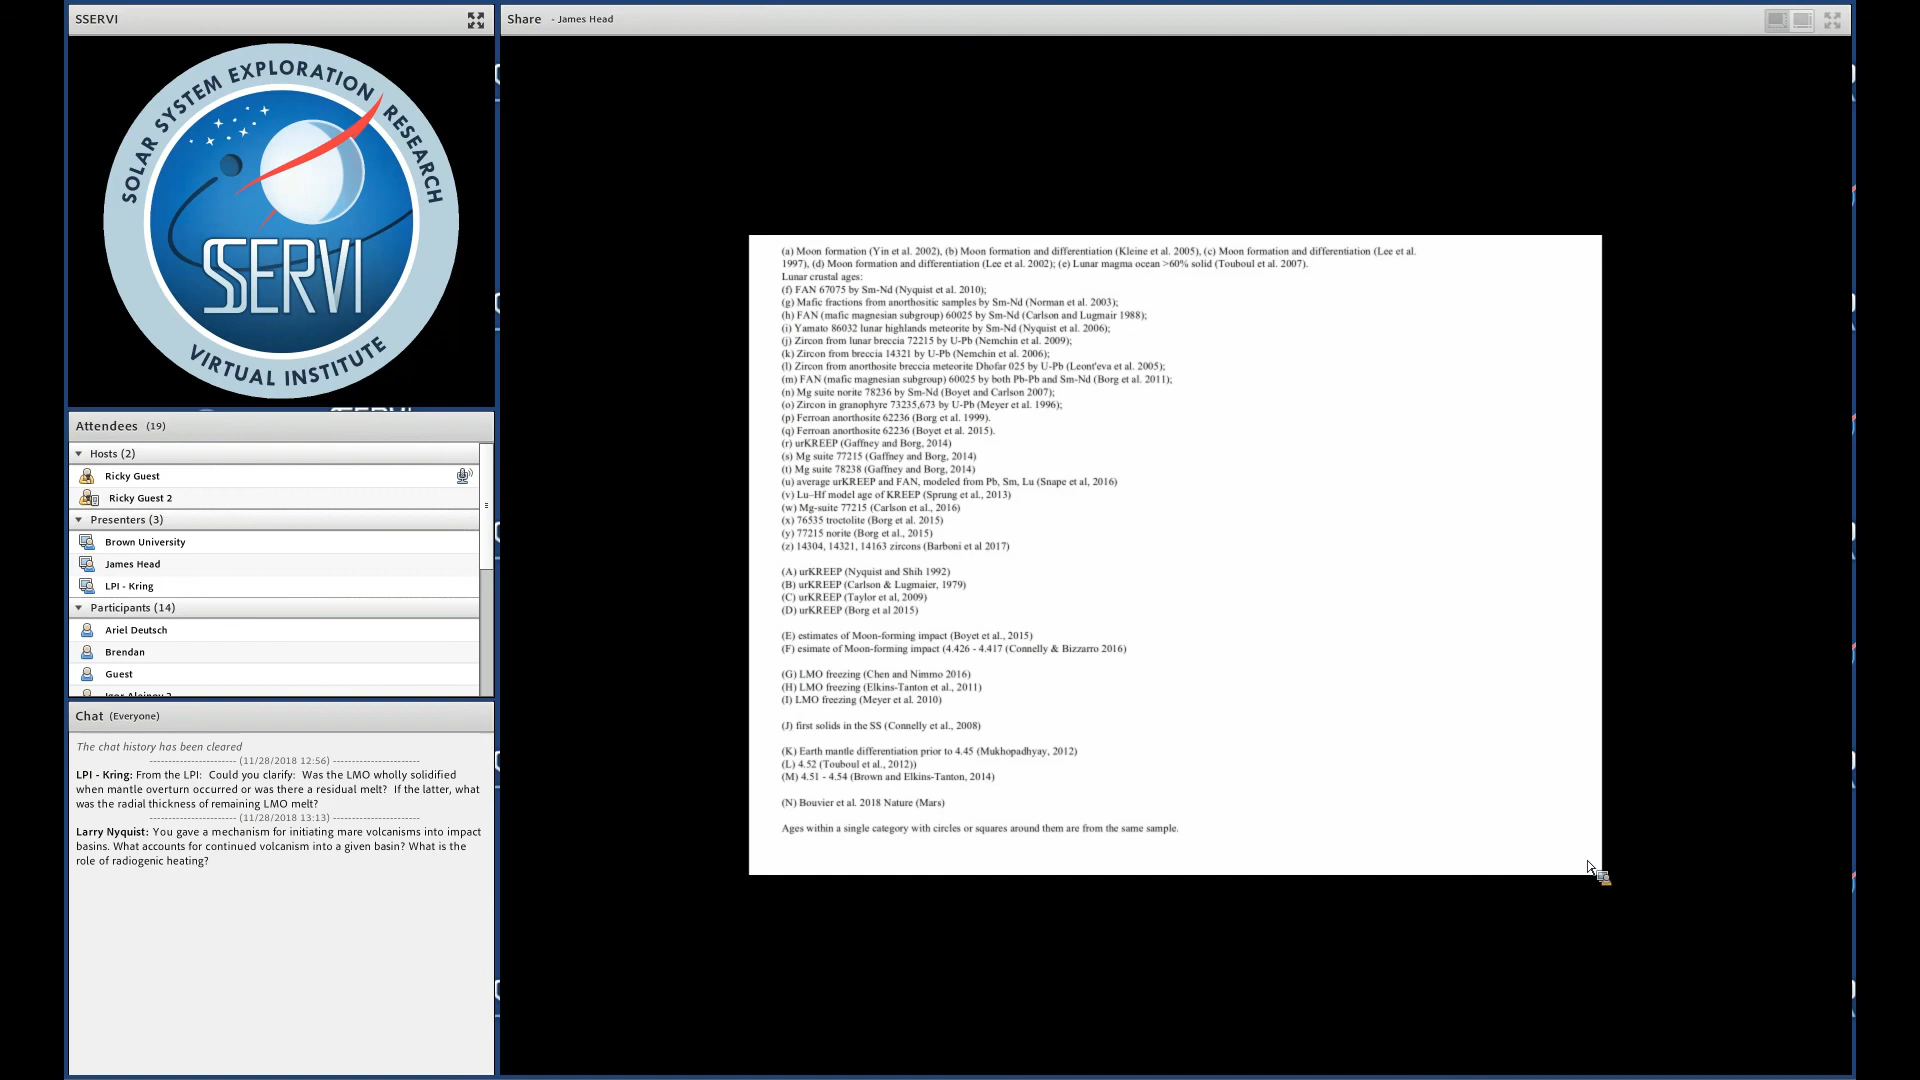 SSERVI
SOLAR SYSTEM EXPLORATION RESEARCH
SSERVI
VIRTUAL INSTITUTE
Attendees (19)
Hosts (2)
Ricky Guest
Ricky Guest 2
Presenters (3)
Brown University
James Head
LPI - Kring
Participants (14)
Ariel Deutsch
Brendan
Guest
Chat (Everyone)
The chat history has been cleared
---------------------- (11/28/2018 12:56) ----------------------
LPI - Kring: From the LPI: Could you clarify: Was the LMO wholly solidified
when mantle overturn occurred or was there a residual melt? If the latter, what
was the radial thickness of remaining LMO melt?
---------------------- (11/28/2018 13:13) ----------------------
Larry Nyquist: You gave a mechanism for initiating mare volcanisms into impact
basins. What accounts for continued volcanism into a given basin? What is the
role of radiogenic heating?
Share - James Head
(a) Moon formation (Yin et al. 2002), (b) Moon formation and differentiation (Kleine et al. 2005), (c) Moon formation and differentiation (Lee et al.
1997), (d) Moon formation and differentiation (Lee et al. 2002); (e) Lunar magma ocean >60% solid (Touboul et al. 2007).
Lunar crustal ages:
(f) FAN 67075 by Sm-Nd (Nyquist et al. 2010);
(g) Mafic fractions from anorthositic samples by Sm-Nd (Norman et al. 2003);
(h) FAN (mafic magnesian subgroup) 60025 by Sm-Nd (Carlson and Lugmair 1988);
(i) Yamato 86032 lunar highlands meteorite by Sm-Nd (Nyquist et al. 2006);
(j) Zircon from lunar breccia 72215 by U-Pb (Nemchin et al. 2009);
(k) Zircon from breccia 14321 by U-Pb (Nemchin et al. 2006);
(l) Zircon from anorthosite breccia meteorite Dhofar 025 by U-Pb (Leont'eva et al. 2005);
(m) FAN (mafic magnesian subgroup) 60025 by both Pb-Pb and Sm-Nd (Borg et al. 2011);
(n) Mg suite norite 78236 by Sm-Nd (Boyet and Carlson 2007);
(o) Zircon in granophyre 73235,673 by U-Pb (Meyer et al. 1996);
(p) Ferroan anorthosite 62236 (Borg et al. 1999).
(q) Ferroan anorthosite 62236 (Boyet et al. 2015).
(r) urKREEP (Gaffney and Borg, 2014)
(s) Mg suite 77215 (Gaffney and Borg, 2014)
(t) Mg suite 78238 (Gaffney and Borg, 2014)
(u) average urKREEP and FAN, modeled from Pb, Sm, Lu (Snape et al, 2016)
(v) Lu–Hf model age of KREEP (Sprung et al., 2013)
(w) Mg-suite 77215 (Carlson et al., 2016)
(x) 76535 troctolite (Borg et al. 2015)
(y) 77215 norite (Borg et al., 2015)
(z) 14304, 14321, 14163 zircons (Barboni et al 2017)
(A) urKREEP (Nyquist and Shih 1992)
(B) urKREEP (Carlson & Lugmaier, 1979)
(C) urKREEP (Taylor et al, 2009)
(D) urKREEP (Borg et al 2015)
(E) estimates of Moon-forming impact (Boyet et al., 2015)
(F) esimate of Moon-forming impact (4.426 - 4.417 (Connelly & Bizzarro 2016)
(G) LMO freezing (Chen and Nimmo 2016)
(H) LMO freezing (Elkins-Tanton et al., 2011)
(I) LMO freezing (Meyer et al. 2010)
(J) first solids in the SS (Connelly et al., 2008)
(K) Earth mantle differentiation prior to 4.45 (Mukhopadhyay, 2012)
(L) 4.52 (Touboul et al., 2012))
(M) 4.51 - 4.54 (Brown and Elkins-Tanton, 2014)
(N) Bouvier et al. 2018 Nature (Mars)
Ages within a single category with circles or squares around them are from the same sample.